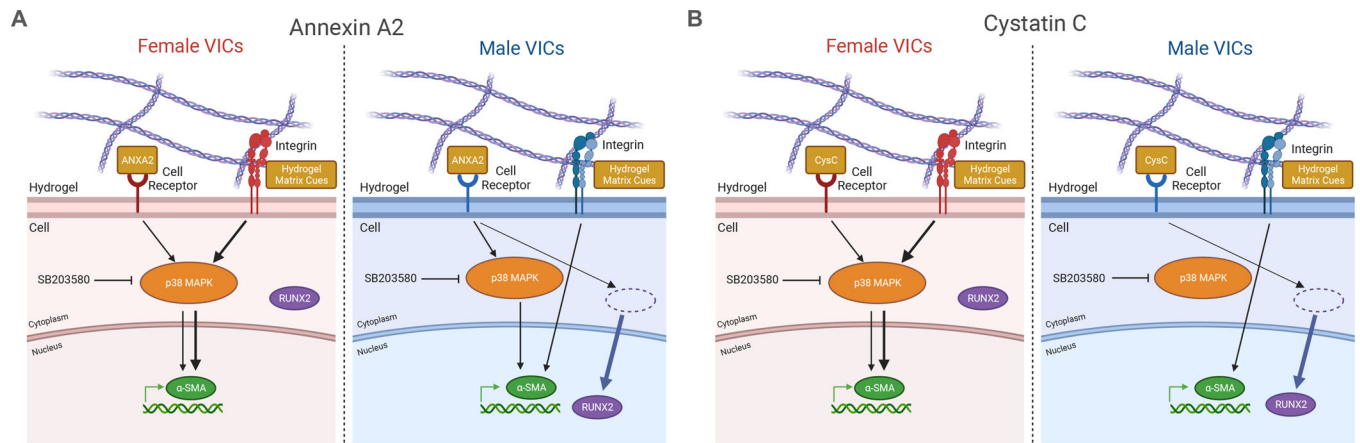 A
Annexin A2
Female VICs
Male VICs
ANXA2
Cell
Receptor
Integrin
Hydrogel
Matrix Cues
Hydrogel
Cell
SB203580
p38 MAPK
RUNX2
Cytoplasm
Nucleus
α-SMA
ANXA2
Cell
Receptor
Integrin
Hydrogel
Matrix Cues
Hydrogel
Cell
SB203580
p38 MAPK
Cytoplasm
Nucleus
α-SMA
RUNX2
B
Cystatin C
Female VICs
Male VICs
CysC
Cell
Receptor
Integrin
Hydrogel
Matrix Cues
Hydrogel
Cell
SB203580
p38 MAPK
RUNX2
Cytoplasm
Nucleus
α-SMA
CysC
Cell
Receptor
Integrin
Hydrogel
Matrix Cues
Hydrogel
Cell
SB203580
p38 MAPK
Cytoplasm
Nucleus
α-SMA
RUNX2